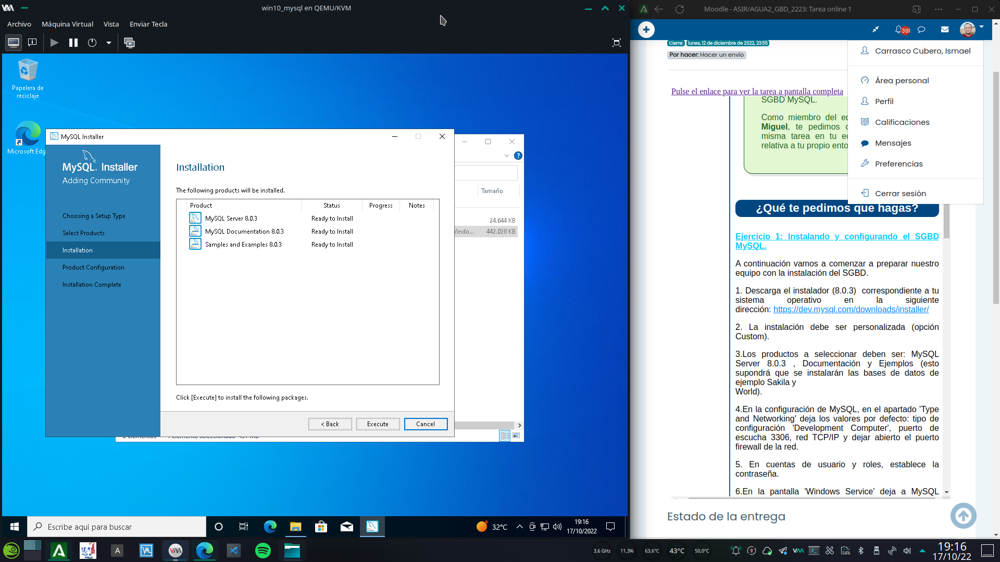 win10_mysql en QEMU/KVM
Archivo Máquina Virtual Vista Enviar Tecla
Papelera de
reciclaje
Microsoft Edg
MySQL Installer
MySQL. Installer
Adding Community
Choosing a Setup Type
Select Products
Installation
Product Configuration
Installation Complete
Installation
The following products will be installed.
Product Status Progress Notes
MySQL Server 8.0.3 Ready to Install
MySQL Documentation 8.0.3 Ready to Install
Samples and Examples 8.0.3 Ready to Install
Click [Execute] to install the following packages.
< Back Execute Cancel
?
Tamaño
24.644 KB
442.028 KB
Escribe aquí para buscar
32°C
19:16
17/10/2022
Moodle - ASIR/AGUA2_GBD_2223: Tarea online 1
391
Cierre: lunes, 12 de diciembre de 2022, 23:55
Por hacer: Hacer un envío
Pulse el enlace para ver la tarea a pantalla completa
SGBD MySQL.
Como miembro del
Miguel, te pedimos
misma tarea en tu
relativa a tu propio
Carrasco Cubero, Ismael
Área personal
Perfil
Calificaciones
Mensajes
Preferencias
Cerrar sesión
¿Qué te pedimos que hagas?
Ejercicio 1: Instalando y configurando el SGBD
MySQL.
A continuación vamos a comenzar a preparar nuestro
equipo con la instalación del SGBD.
1. Descarga el instalador (8.0.3) correspondiente a tu
sistema operativo en la siguiente
dirección: https://dev.mysql.com/downloads/installer/
2. La instalación debe ser personalizada (opción
Custom).
3.Los productos a seleccionar deben ser: MySQL
Server 8.0.3 , Documentación y Ejemplos (esto
supondrá que se instalarán las bases de datos de
ejemplo Sakila y
World).
4.En la configuración de MySQL, en el apartado 'Type
and Networking' deja los valores por defecto: tipo de
configuración 'Development Computer', puerto de
escucha 3306, red TCP/IP y dejar abierto el puerto
firewall de la red.
5. En cuentas de usuario y roles, establece la
contraseña.
6.En la pantalla 'Windows Service' deja a MySQL
Estado de la entrega
3,6 GHz 11,3% 63,6°C 43°C 50,0°C
94%
19:16
17/10/22